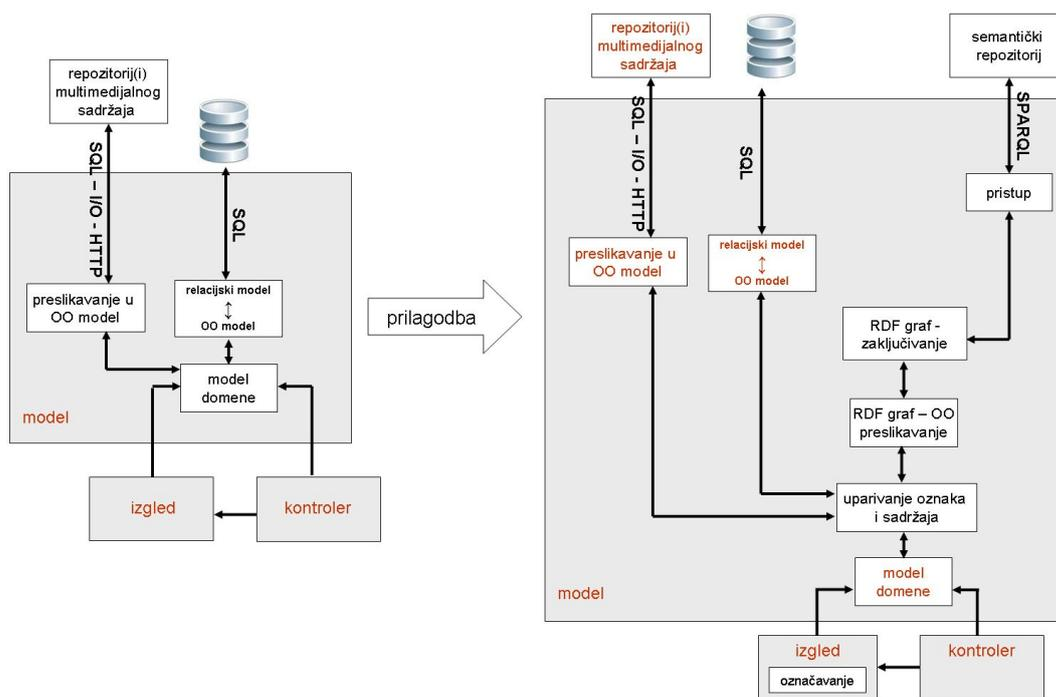 repozitorij(i)
multimedijalnog
sadržaja
SQL – I/O - HTTP
SQL
preslikavanje u
OO model
relacijski model
↕
OO model
model
domene
model
izgled
kontroler
prilagodba
repozitorij(i)
multimedijalnog
sadržaja
semantički
repozitorij
SQL – I/O - HTTP
SQL
SPARQL
pristup
preslikavanje u
OO model
relacijski model
↕
OO model
RDF graf -
zaključivanje
RDF graf – OO
preslikavanje
uparivanje oznaka
i sadržaja
model
domene
model
izgled
označavanje
kontroler